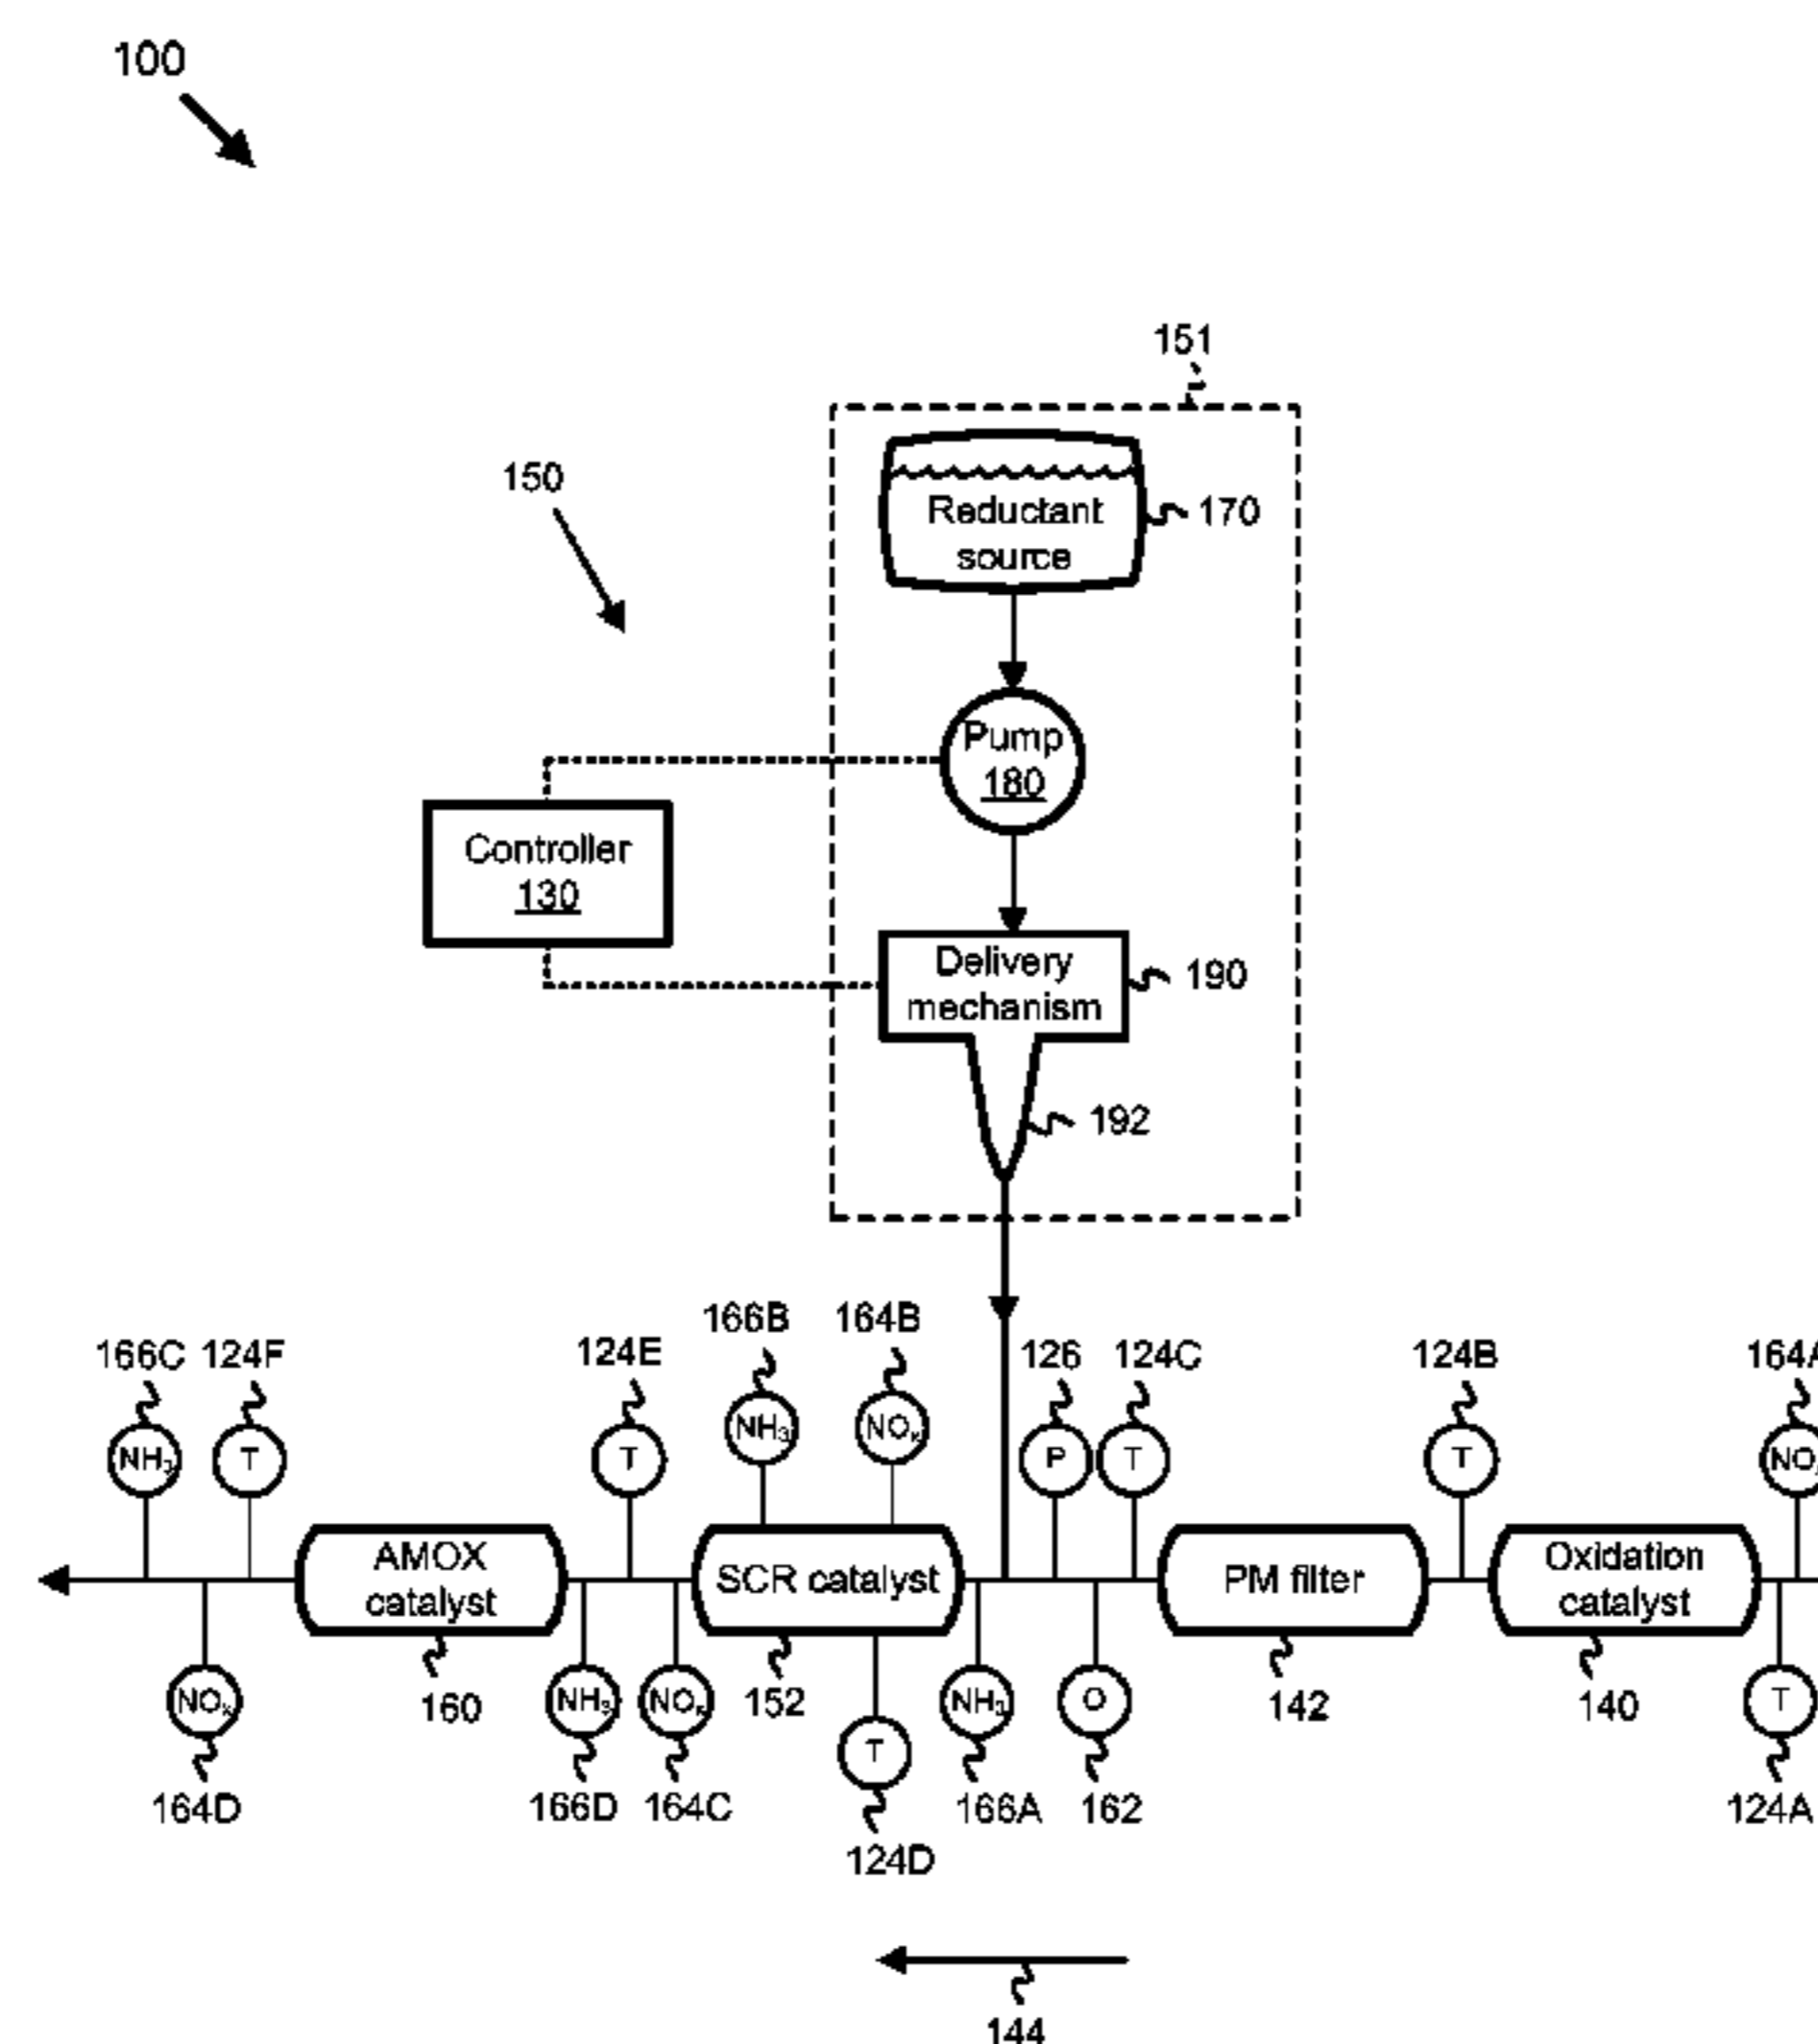 100
151
150
Reductant
source
170
Pump
180
Controller
130
Delivery
mechanism
190
192
166C
124F
124E
166B
164B
126
124C
124B
164A
NH₃
T
T
NH₃
NOₓ
P
T
T
NO
AMOX
catalyst
SCR catalyst
PM filter
Oxidation
catalyst
NOₓ
160
NH₃
NOₓ
152
T
NH₃
O
142
140
T
164D
166D
164C
124D
166A
162
124A
144